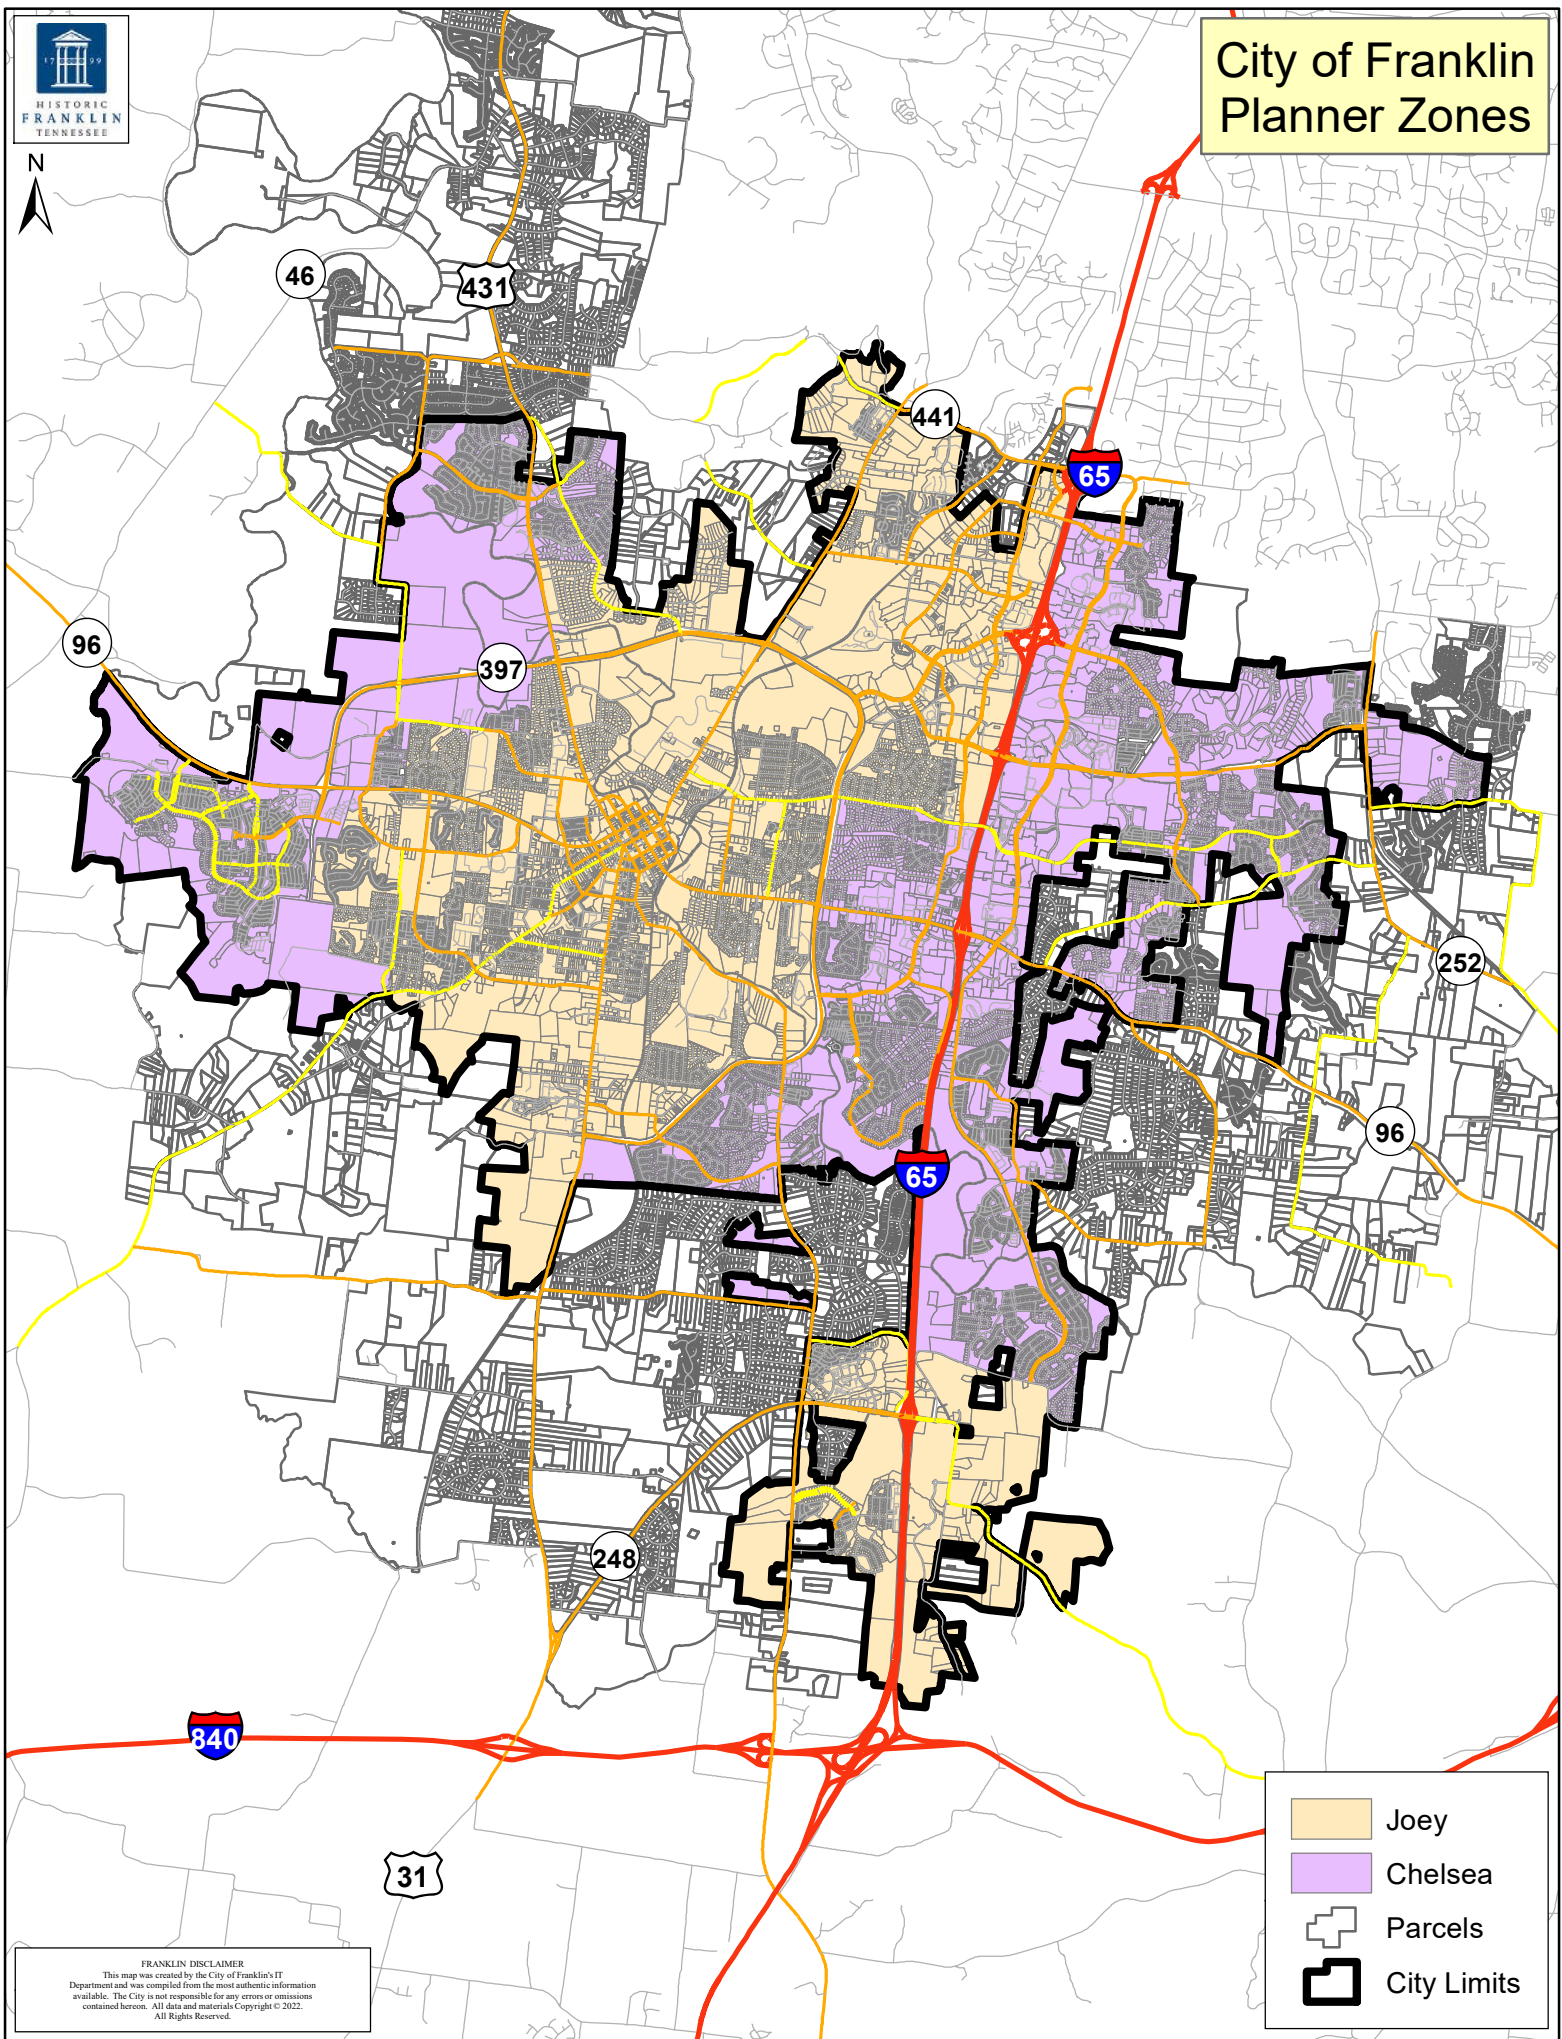 City of Franklin
Planner Zones
17 99
HISTORIC
FRANKLIN
TENNESSEE
N
46
431
441
65
96
397
252
96
65
248
840
31
Joey
Chelsea
Parcels
City Limits
FRANKLIN DISCLAIMER
This map was created by the City of Franklin's IT
Department and was compiled from the most authentic information
available. The City is not responsible for any errors or omissions
contained hereon. All data and materials Copyright © 2022.
All Rights Reserved.